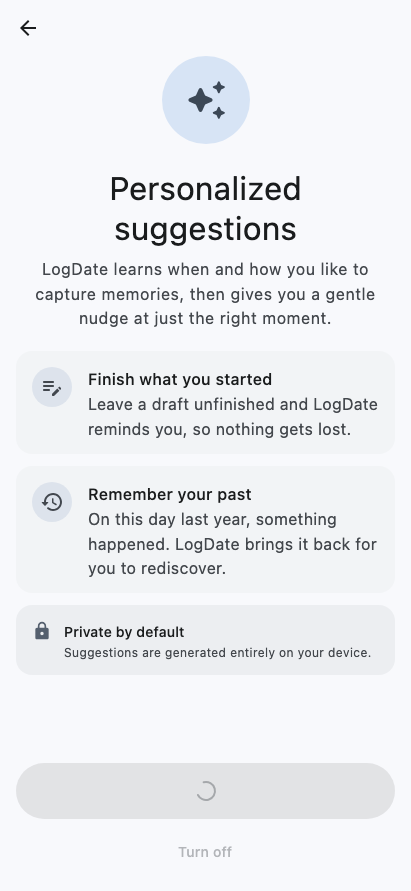 Personalized
suggestions
LogDate learns when and how you like to
capture memories, then gives you a gentle
nudge at just the right moment.
Finish what you started
Leave a draft unfinished and LogDate
reminds you, so nothing gets lost.
Remember your past
On this day last year, something
happened. LogDate brings it back for
you to rediscover.
Private by default
Suggestions are generated entirely on your device.
Turn off